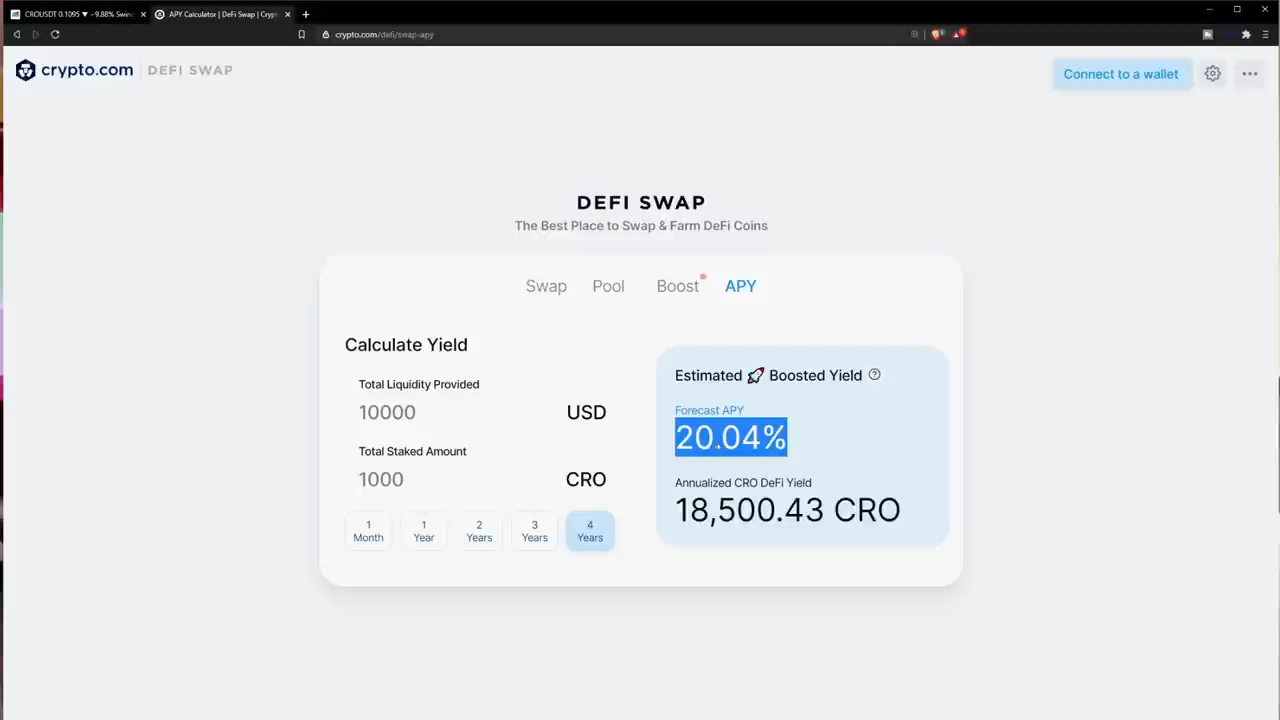 CROUSDT 0.1095 ▼ −9.88% Swin
APY Calculator | DeFi Swap | Crypt
crypto.com/defi/swap-apy
crypto.com DEFI SWAP
Connect to a wallet
DEFI SWAP
The Best Place to Swap & Farm DeFi Coins
Swap Pool Boost APY
Calculate Yield
Total Liquidity Provided
10000 USD
Total Staked Amount
1000 CRO
1 Month
1 Year
2 Years
3 Years
4 Years
Estimated 🚀 Boosted Yield
Forecast APY
20.04%
Annualized CRO DeFi Yield
18,500.43 CRO